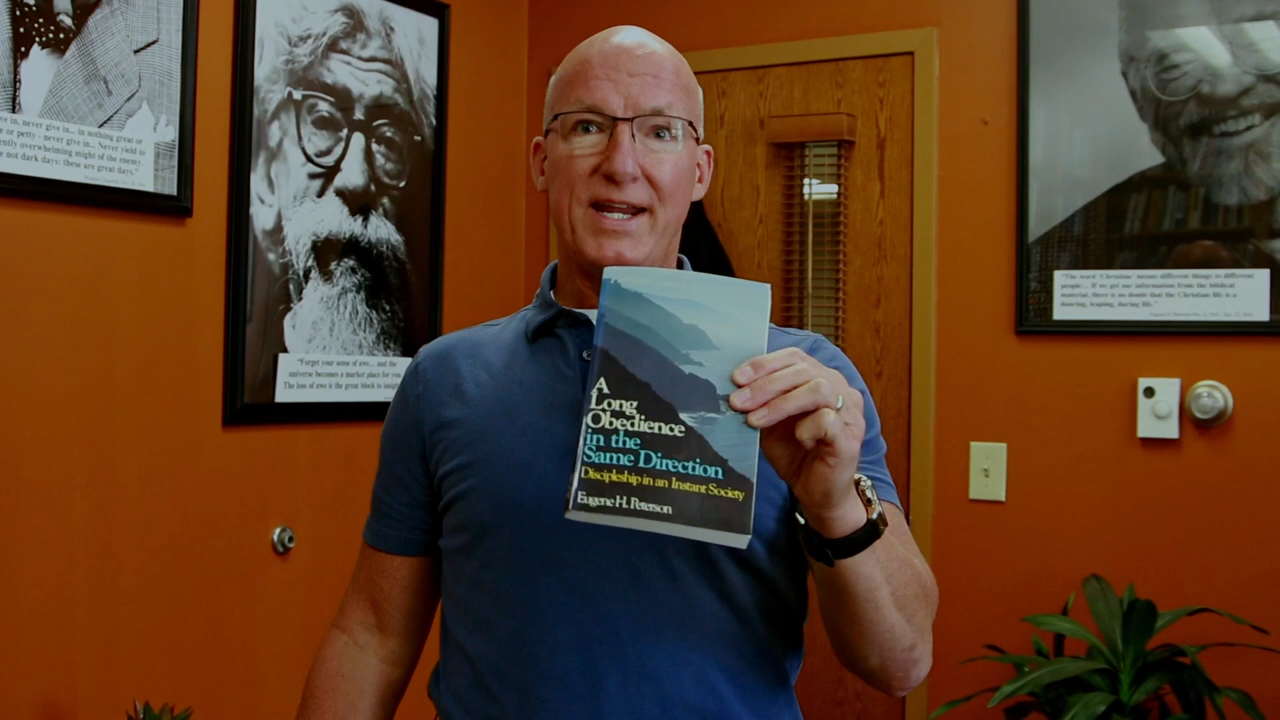 ve in, never give in... in nothing great or
e or petty - never give in... Never yield to
ently overwhelming might of the enemy.
e not dark days: these are great days."
"Forget your sense of awe... and the
universe becomes a market place for you.
The loss of awe is the great block to insight
A
Long
Obedience
in the
Same Direction
Discipleship in an Instant Society
Eugene H. Peterson
"The word 'Christian' means different things to different
people... if we get our information from the biblical
material, there is no doubt that the Christian life is a
dancing, leaping, daring life."